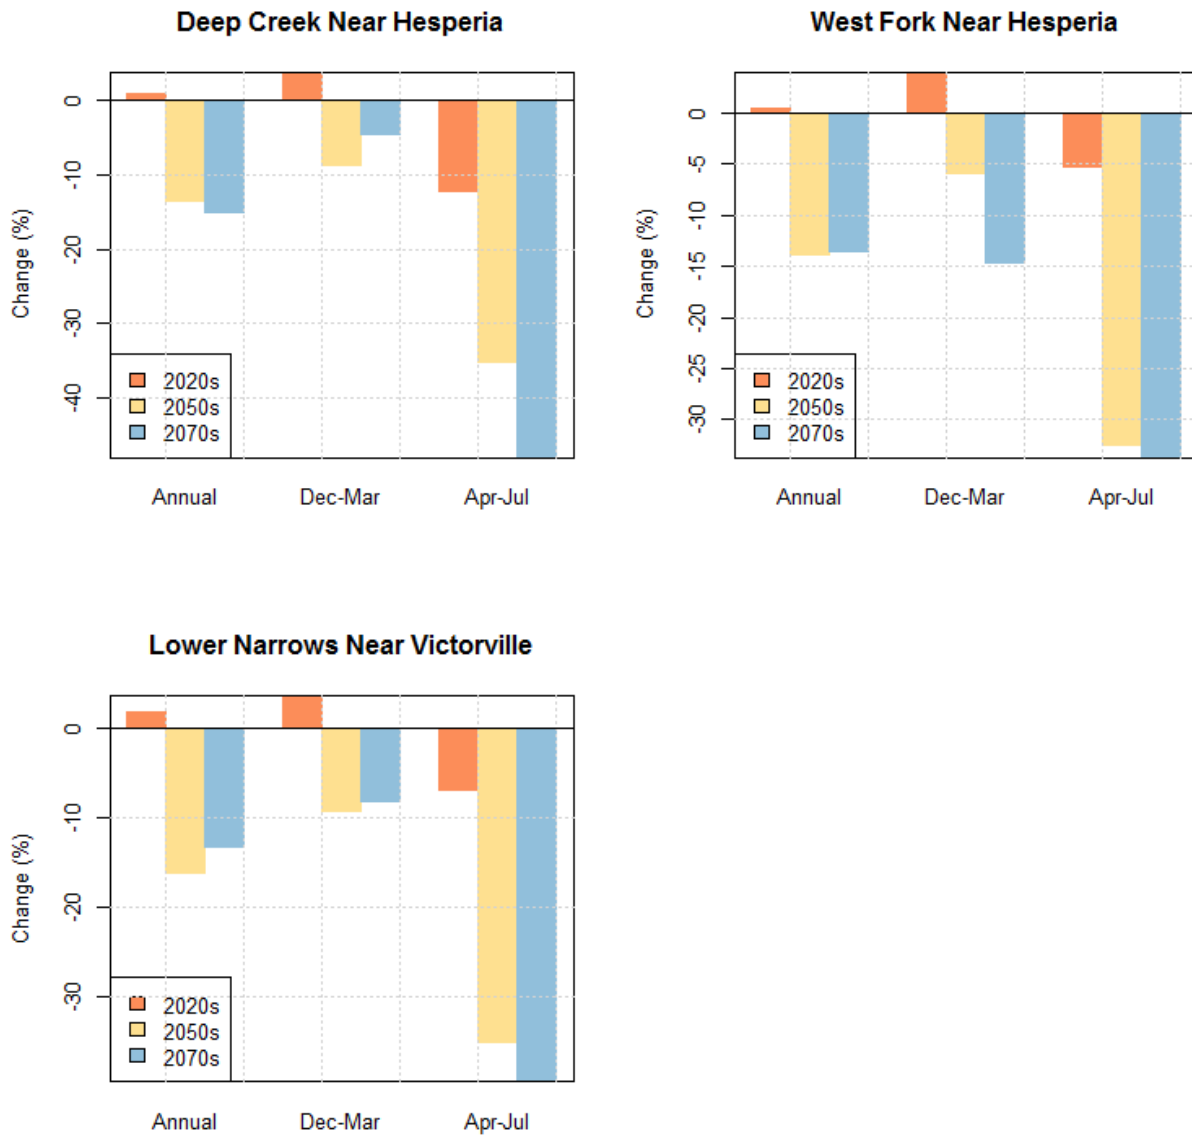 Deep Creek Near Hesperia
Change (%)
0
-10
-20
-30
-40
2020s
2050s
2070s
Annual
Dec-Mar
Apr-Jul
West Fork Near Hesperia
Change (%)
0
-5
-10
-15
-20
-25
-30
2020s
2050s
2070s
Annual
Dec-Mar
Apr-Jul
Lower Narrows Near Victorville
Change (%)
0
-10
-20
-30
2020s
2050s
2070s
Annual
Dec-Mar
Apr-Jul